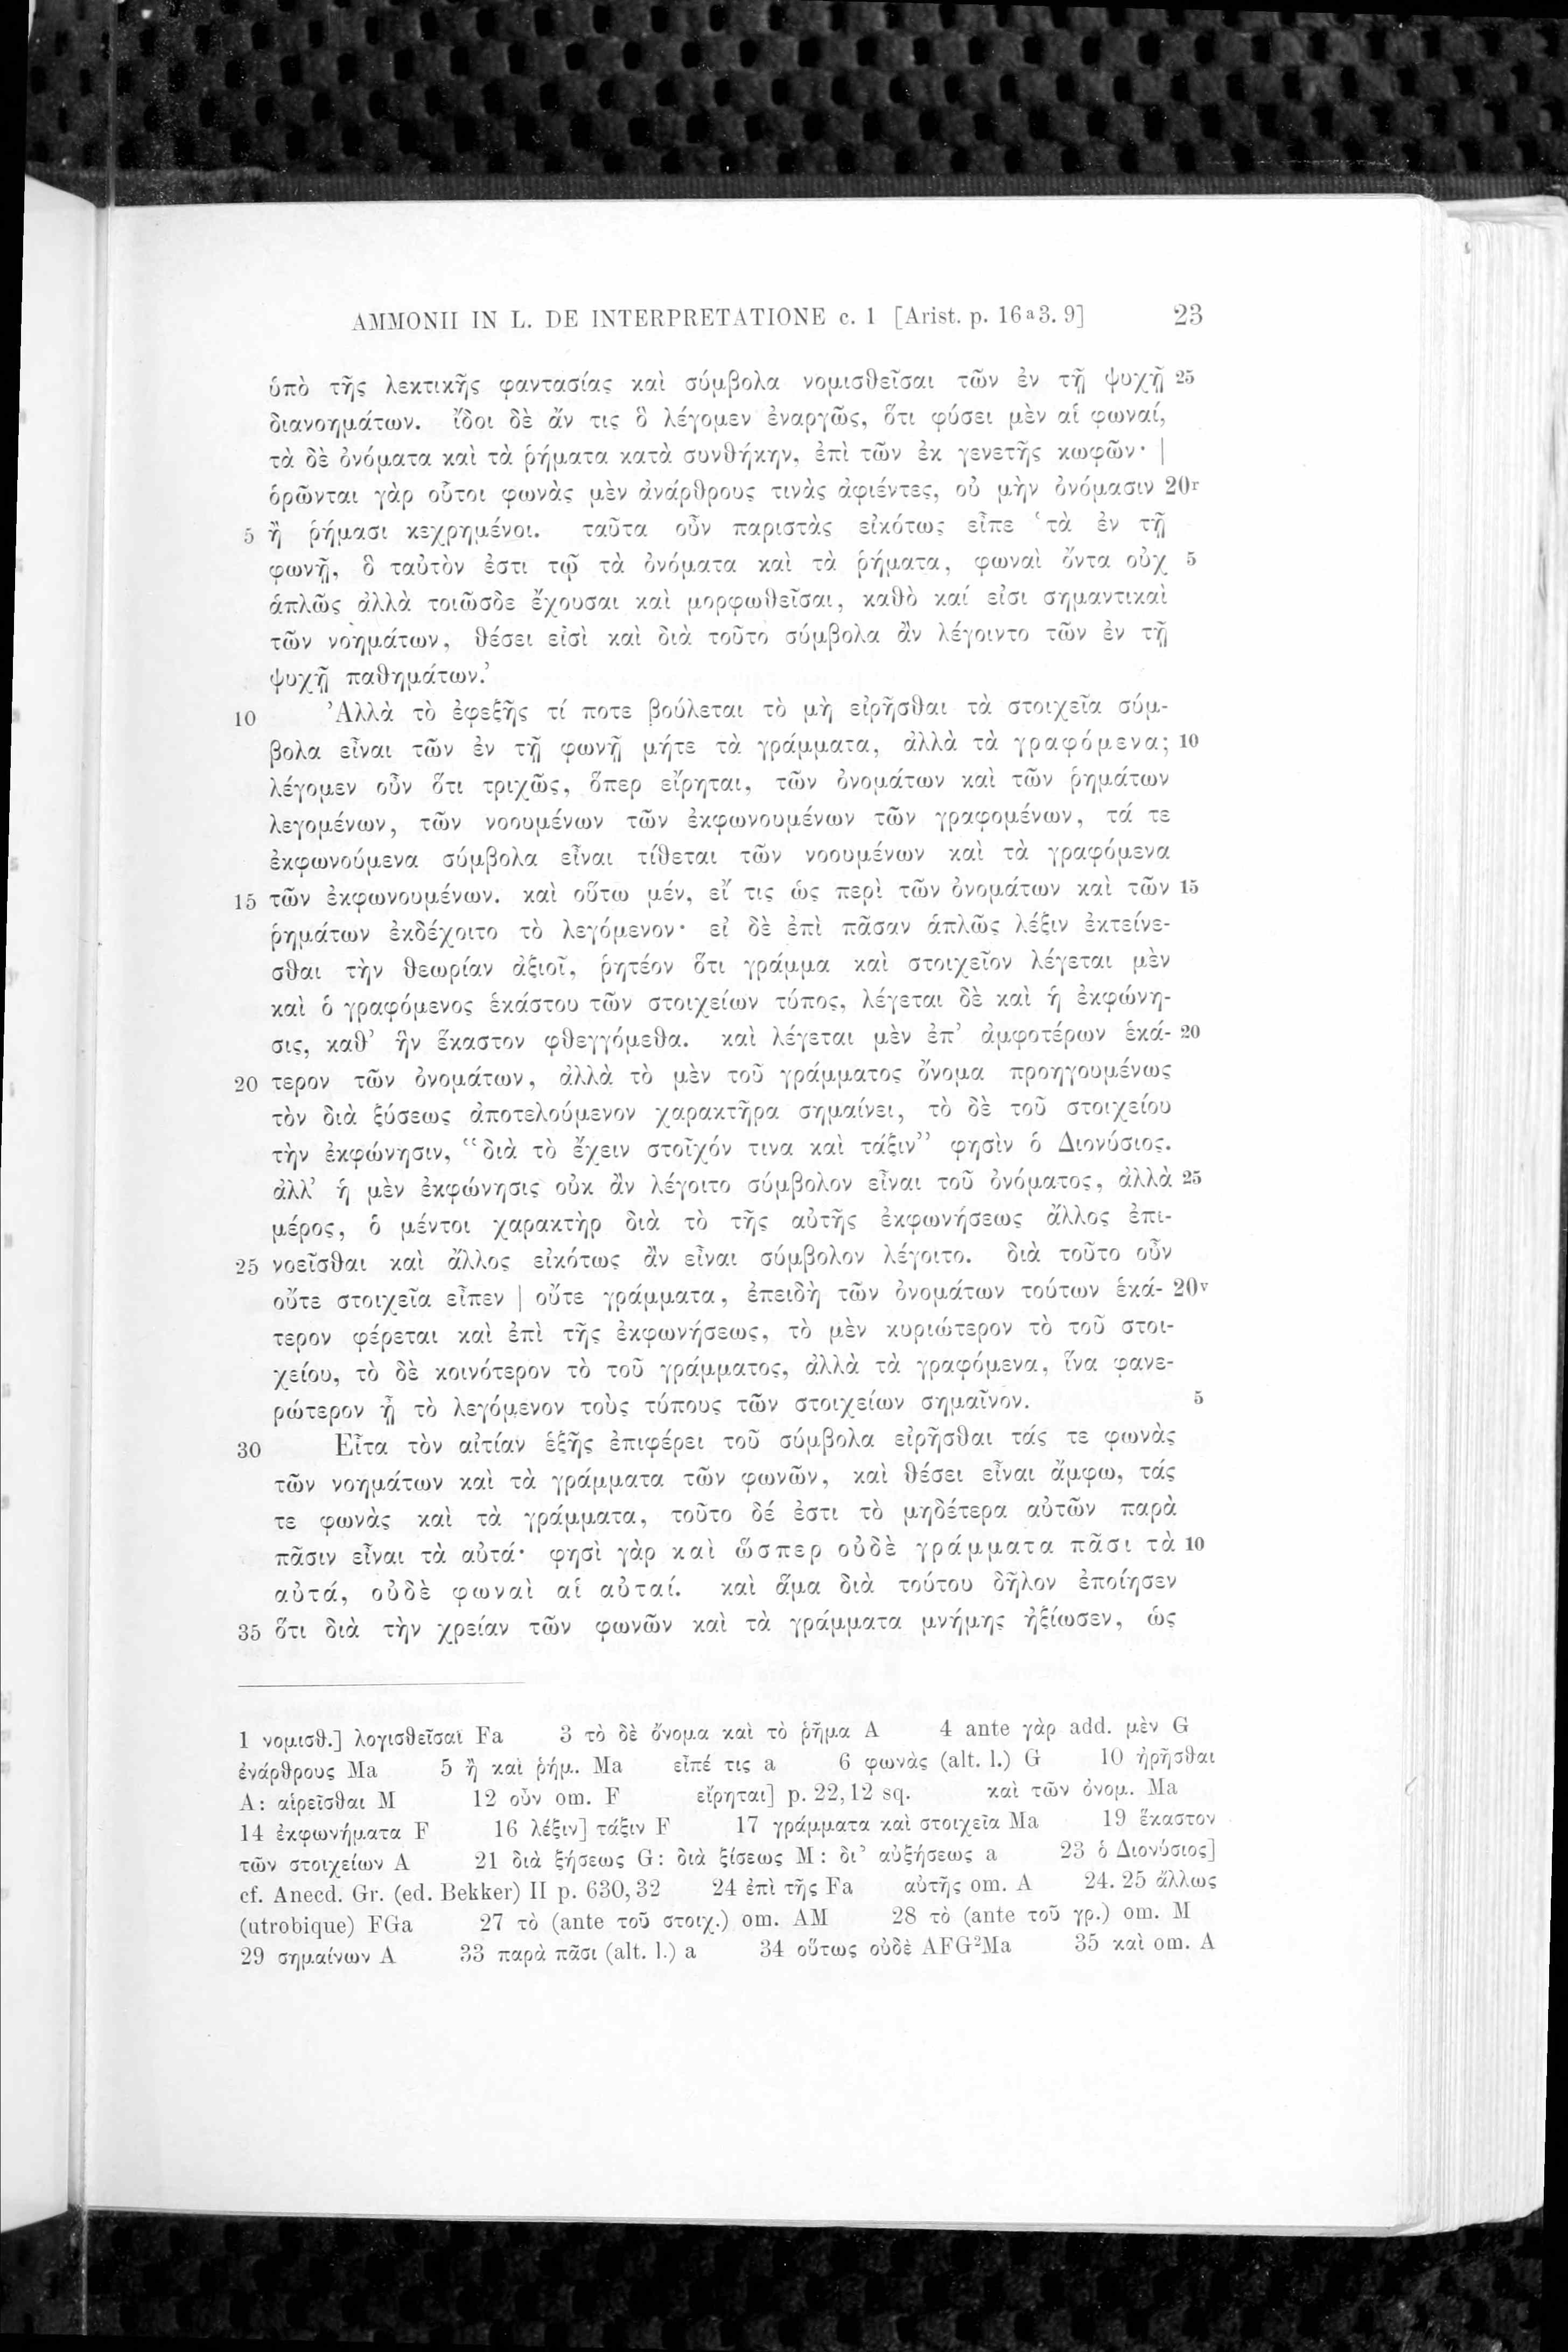 AMMONII IN L. DE INTERPRETATIONE c. 1 [Arist. p. 16a3. 9] 23
ὑπὸ τῆς λεκτικῆς φαντασίας καὶ σύμβολα νομισθεῖσαι τῶν ἐν τῇ ψυχῇ 25
διανοημάτων. ἴδοι δὲ ἄν τις ὃ λέγομεν ἐναργῶς, ὅτι φύσει μὲν αἱ φωναί,
τὰ δὲ ὀνόματα καὶ τὰ ῥήματα κατὰ συνθήκην, ἐπὶ τῶν ἐκ γενετῆς κωφῶν· |
ὁρῶνται γὰρ οὗτοι φωνὰς μὲν ἀνάρθρους τινὰς ἀφιέντες, οὐ μὴν ὀνόμασιν 20r
5 ἢ ῥήμασι κεχρημένοι. ταῦτα οὖν παριστὰς εἰκότως εἶπε ‘τὰ ἐν τῇ
φωνῇ, ὃ ταὐτὸν ἐστι τῷ τὰ ὀνόματα καὶ τὰ ῥήματα, φωναὶ ὄντα οὐχ 5
ἁπλῶς ἀλλὰ τοιῶσδε ἔχουσαι καὶ μορφωθεῖσαι, καθὸ καί εἰσι σημαντικαὶ
τῶν νοημάτων, θέσει εἰσὶ καὶ διὰ τοῦτο σύμβολα ἂν λέγοιντο τῶν ἐν τῇ
ψυχῇ παθημάτων.’
10 Ἀλλὰ τὸ ἐφεξῆς τί ποτε βούλεται τὸ μὴ εἰρῆσθαι τὰ στοιχεῖα σύμ-
βολα εἶναι τῶν ἐν τῇ φωνῇ μήτε τὰ γράμματα, ἀλλὰ τὰ γραφόμενα; 10
λέγομεν οὖν ὅτι τριχῶς, ὅπερ εἴρηται, τῶν ὀνομάτων καὶ τῶν ῥημάτων
λεγομένων, τῶν νοουμένων τῶν ἐκφωνουμένων τῶν γραφομένων, τά τε
ἐκφωνούμενα σύμβολα εἶναι τίθεται τῶν νοουμένων καὶ τὰ γραφόμενα
15 τῶν ἐκφωνουμένων. καὶ οὕτω μέν, εἴ τις ὡς περὶ τῶν ὀνομάτων καὶ τῶν 15
ῥημάτων ἐκδέχοιτο τὸ λεγόμενον· εἰ δὲ ἐπὶ πᾶσαν ἁπλῶς λέξιν ἐκτείνε-
σθαι τὴν θεωρίαν ἀξιοῖ, ῥητέον ὅτι γράμμα καὶ στοιχεῖον λέγεται μὲν
καὶ ὁ γραφόμενος ἑκάστου τῶν στοιχείων τύπος, λέγεται δὲ καὶ ἡ ἐκφώνη-
σις, καθ’ ἣν ἕκαστον φθεγγόμεθα. καὶ λέγεται μὲν ἐπ’ ἀμφοτέρων ἑκά- 20
20 τερον τῶν ὀνομάτων, ἀλλὰ τὸ μὲν τοῦ γράμματος ὄνομα προηγουμένως
τὸν διὰ ξύσεως ἀποτελούμενον χαρακτῆρα σημαίνει, τὸ δὲ τοῦ στοιχείου
τὴν ἐκφώνησιν, “διὰ τὸ ἔχειν στοῖχόν τινα καὶ τάξιν” φησὶν ὁ Διονύσιος.
ἀλλ’ ἡ μὲν ἐκφώνησις οὐκ ἂν λέγοιτο σύμβολον εἶναι τοῦ ὀνόματος, ἀλλὰ 25
μέρος, ὁ μέντοι χαρακτὴρ διὰ τὸ τῆς αὐτῆς ἐκφωνήσεως ἄλλος ἐπι-
25 νοεῖσθαι καὶ ἄλλος εἰκότως ἂν εἶναι σύμβολον λέγοιτο. διὰ τοῦτο οὖν
οὔτε στοιχεῖα εἶπεν | οὔτε γράμματα, ἐπειδὴ τῶν ὀνομάτων τούτων ἑκά- 20v
τερον φέρεται καὶ ἐπὶ τῆς ἐκφωνήσεως, τὸ μὲν κυριώτερον τὸ τοῦ στοι-
χείου, τὸ δὲ κοινότερον τὸ τοῦ γράμματος, ἀλλὰ τὰ γραφόμενα, ἵνα φανε-
ρώτερον ᾖ τὸ λεγόμενον τοὺς τύπους τῶν στοιχείων σημαῖνον. 5
30 Εἶτα τὸν αἰτίαν ἑξῆς ἐπιφέρει τοῦ σύμβολα εἰρῆσθαι τάς τε φωνὰς
τῶν νοημάτων καὶ τὰ γράμματα τῶν φωνῶν, καὶ θέσει εἶναι ἄμφω, τάς
τε φωνὰς καὶ τὰ γράμματα, τοῦτο δέ ἐστι τὸ μηδέτερα αὐτῶν παρὰ
πᾶσιν εἶναι τὰ αὐτά· φησὶ γὰρ καὶ ὥσπερ οὐδὲ γράμματα πᾶσι τὰ 10
αὐτά, οὐδὲ φωναὶ αἱ αὐταί. καὶ ἅμα διὰ τούτου δῆλον ἐποίησεν
35 ὅτι διὰ τὴν χρείαν τῶν φωνῶν καὶ τὰ γράμματα μνήμης ἠξίωσεν, ὡς
1 νομισθ.] λογισθεῖσαι Fa 3 τὸ δὲ ὄνομα καὶ τὸ ῥῆμα A 4 ante γὰρ add. μὲν G
ἐνάρθρους Ma 5 ἢ καὶ ῥήμ. Ma εἶπέ τις a 6 φωνὰς (alt. l.) G 10 ἠρῆσθαι
A: αἱρεῖσθαι M 12 οὖν om. F εἴρηται] p. 22,12 sq. καὶ τῶν ὀνομ. Ma
14 ἐκφωνήματα F 16 λέξιν] τάξιν F 17 γράμματα καὶ στοιχεῖα Ma 19 ἕκαστον
τῶν στοιχείων A 21 διὰ ξήσεως G: διὰ ξίσεως M: δι’ αὐξήσεως a 23 ὁ Διονύσιος]
cf. Anecd. Gr. (ed. Bekker) II p. 630,32 24 ἐπὶ τῆς Fa αὐτῆς om. A 24. 25 ἄλλως
(utrobique) FGa 27 τὸ (ante τοῦ στοιχ.) om. AM 28 τὸ (ante τοῦ γρ.) om. M
29 σημαίνων A 33 παρὰ πᾶσι (alt. l.) a 34 οὕτως οὐδὲ AFG²Ma 35 καὶ om. A